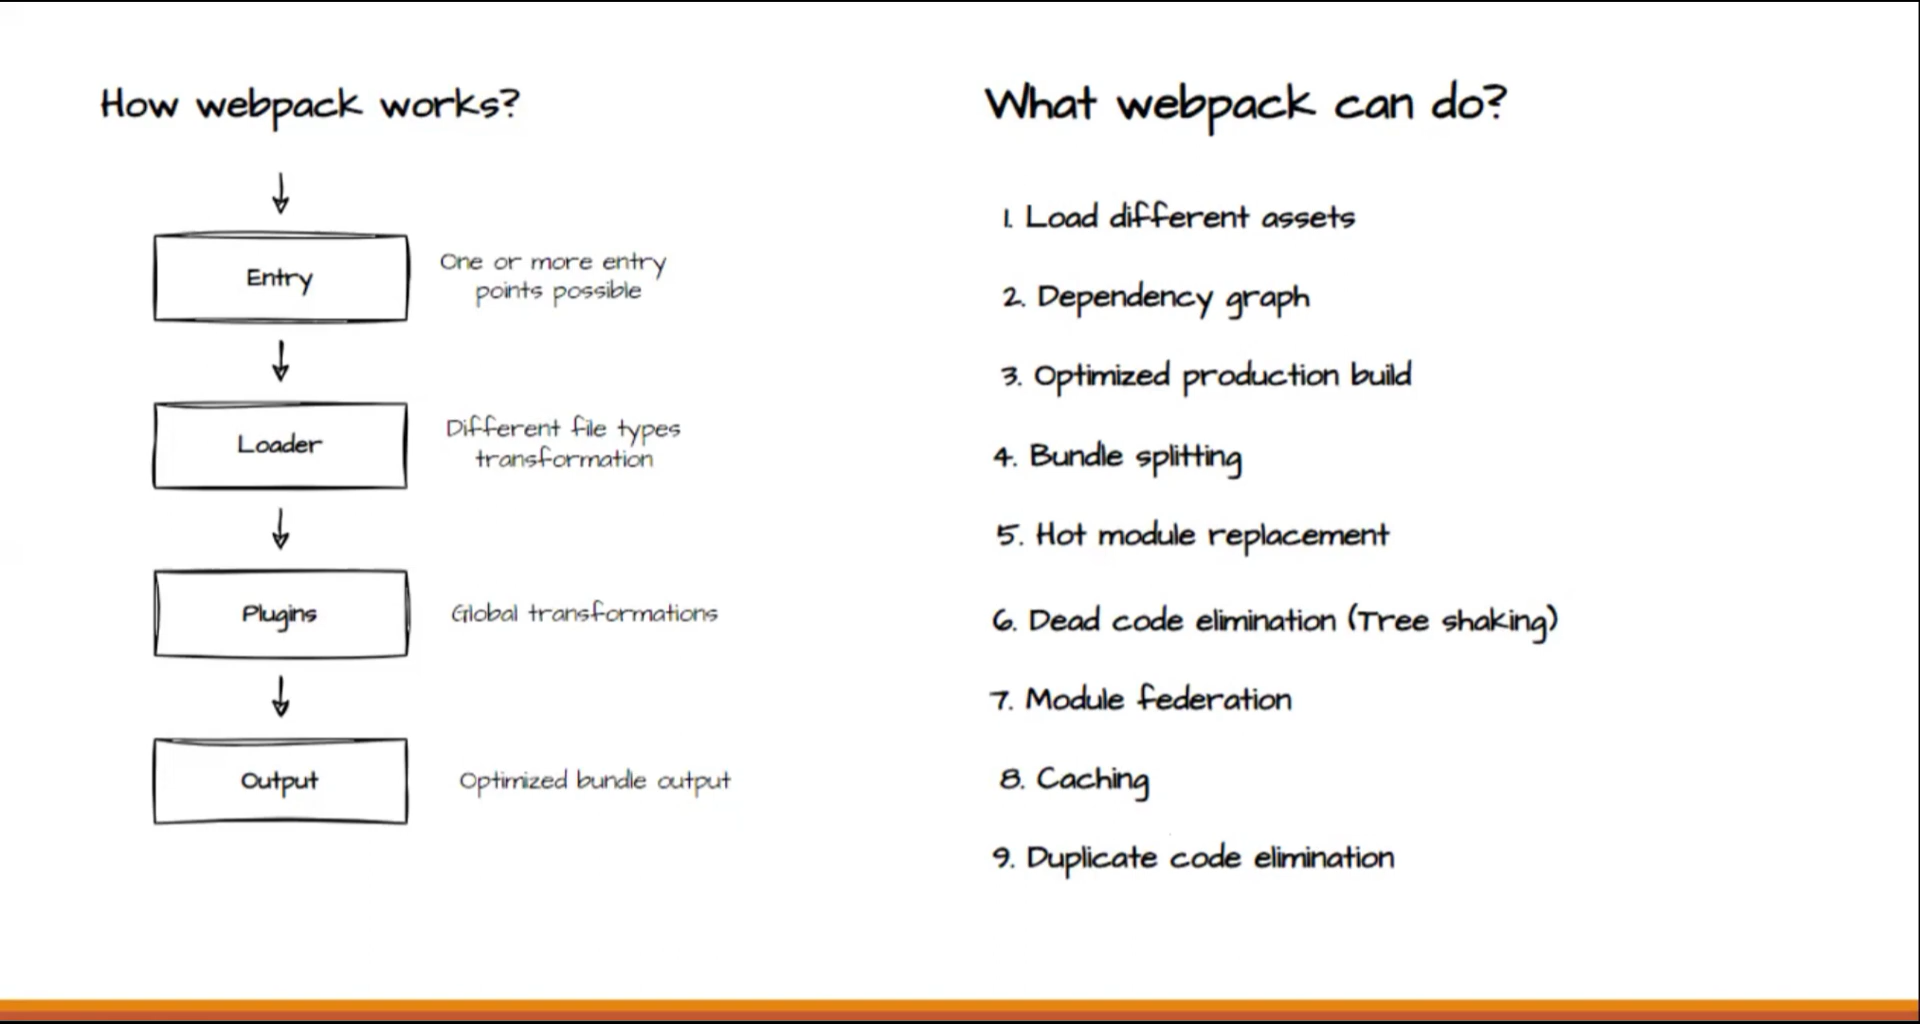 How webpack works?
Entry
One or more entry
points possible
Loader
Different file types
transformation
Plugins
Global transformations
Output
Optimized bundle output
What webpack can do?
1. Load different assets
2. Dependency graph
3. Optimized production build
4. Bundle splitting
5. Hot module replacement
6. Dead code elimination (Tree shaking)
7. Module federation
8. Caching
9. Duplicate code elimination